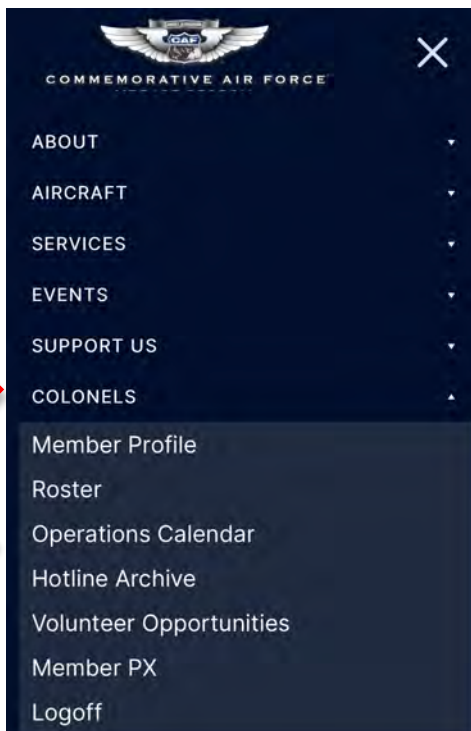 CAF
COMMEMORATIVE AIR FORCE
ABOUT
AIRCRAFT
SERVICES
EVENTS
SUPPORT US
COLONELS
Member Profile
Roster
Operations Calendar
Hotline Archive
Volunteer Opportunities
Member PX
Logoff